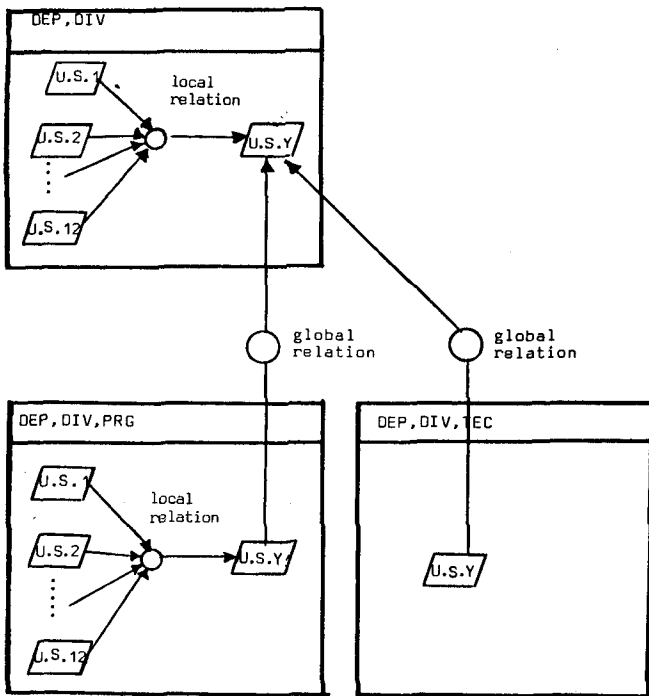 DEP,DIV
U.S.1
local
relation
U.S.2
U.S.Y
U.S.12
global
relation
global
relation
DEP,DIV,PRG
DEP,DIV,TEC
U.S.1
local
relation
U.S.2
U.S.Y
U.S.Y
U.S.12